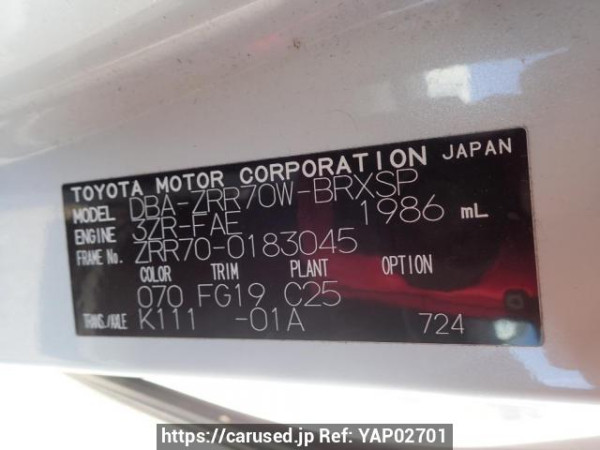 TOYOTA MOTOR CORPORATION JAPAN
MODEL DBA-ZRR70W-BRXSP
ENGINE 3ZR-FAE 1986 mL
FRAME No. ZRR70-0183045
COLOR TRIM PLANT OPTION
070 FG19 C25
TRANS./AXLE K111 -01A 724
https://carused.jp Ref: YAP02701